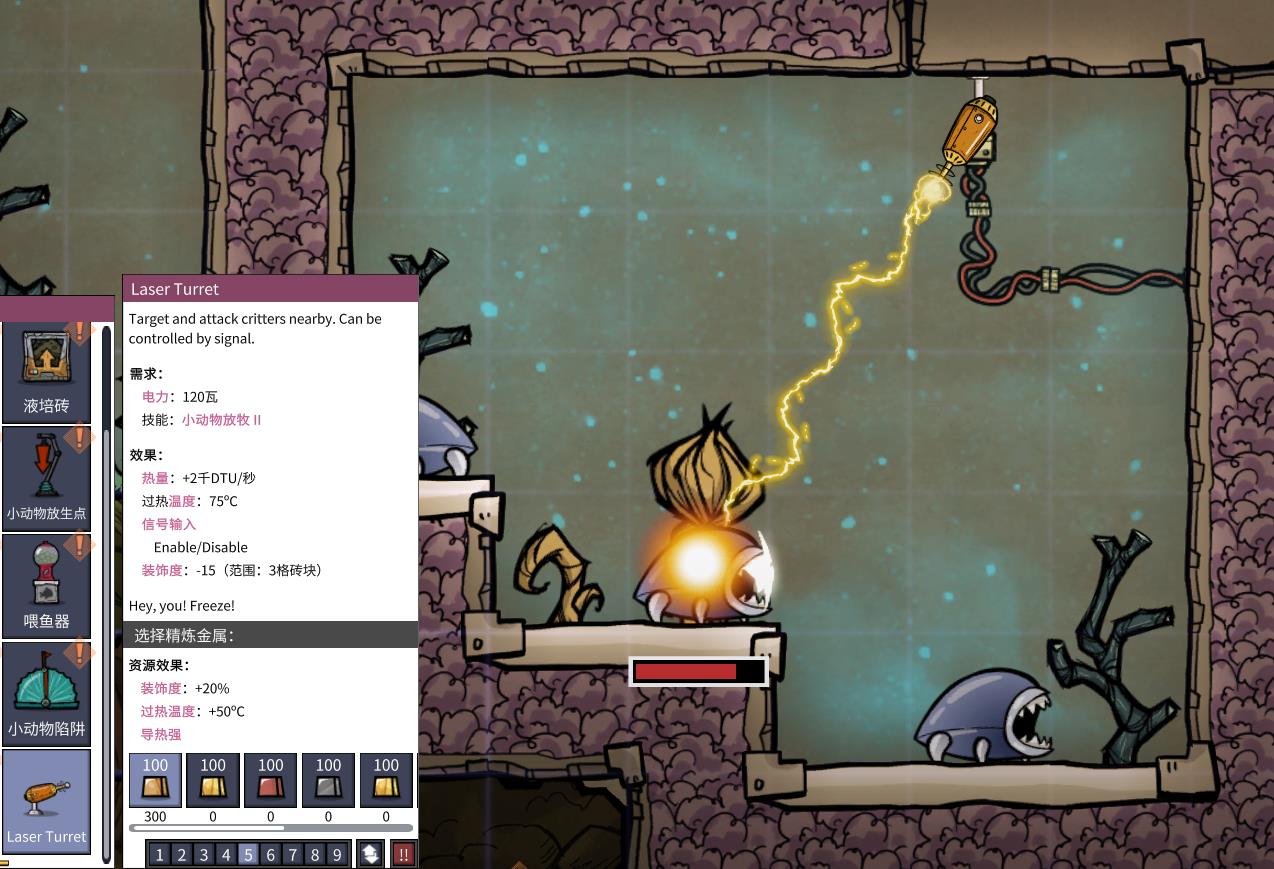 液培砖
小动物放生点
喂鱼器
小动物陷阱
Laser Turret
Laser Turret
Target and attack critters nearby. Can be
controlled by signal.
需求：
电力：120瓦
技能：小动物放牧 II
效果：
热量：+2千DTU/秒
过热温度：75ºC
信号输入
Enable/Disable
装饰度：-15（范围：3格砖块）
Hey, you! Freeze!
选择精炼金属：
资源效果：
装饰度：+20%
过热温度：+50ºC
导热强
100 100 100 100 100
300 0 0 0 0
1 2 3 4 5 6 7 8 9 !!